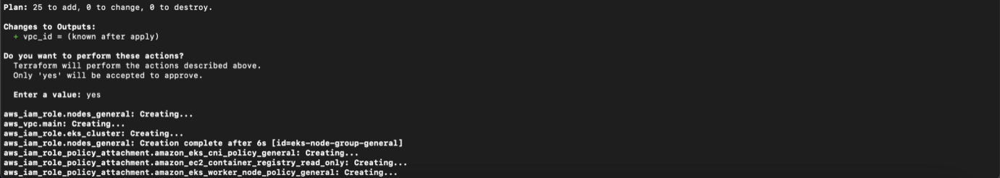 Plan: 25 to add, 0 to change, 0 to destroy.
Changes to Outputs:
+ vpc_id = (known after apply)
Do you want to perform these actions?
Terraform will perform the actions described above.
Only 'yes' will be accepted to approve.
Enter a value: yes
aws_iam_role.nodes_general: Creating...
aws_vpc.main: Creating...
aws_iam_role.eks_cluster: Creating...
aws_iam_role.nodes_general: Creation complete after 6s [id=eks-node-group-general]
aws_iam_role_policy_attachment.amazon_eks_cni_policy_general: Creating...
aws_iam_role_policy_attachment.amazon_ec2_container_registry_read_only: Creating...
aws_iam_role_policy_attachment.amazon_eks_worker_node_policy_general: Creating...